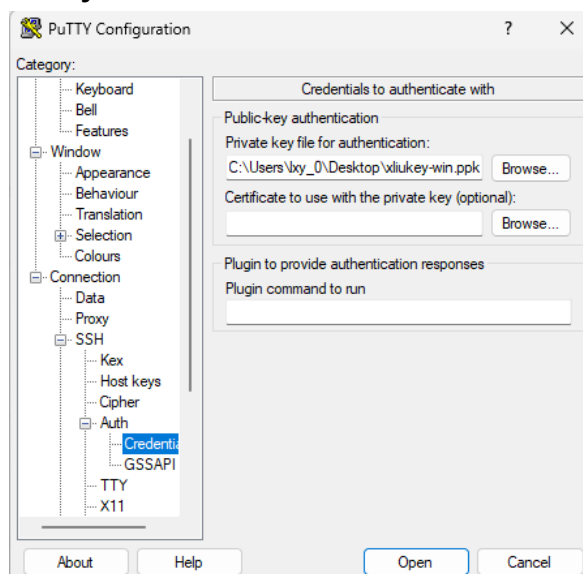 PuTTY Configuration
? ×
Category:
Keyboard
Bell
Features
Window
Appearance
Behaviour
Translation
Selection
Colours
Connection
Data
Proxy
SSH
Kex
Host keys
Cipher
Auth
Credentia
GSSAPI
TTY
X11
Credentials to authenticate with
Public-key authentication
Private key file for authentication:
C:\Users\lxy_0\Desktop\xliukey-win.ppk Browse...
Certificate to use with the private key (optional):
Browse...
Plugin to provide authentication responses
Plugin command to run
About Help Open Cancel